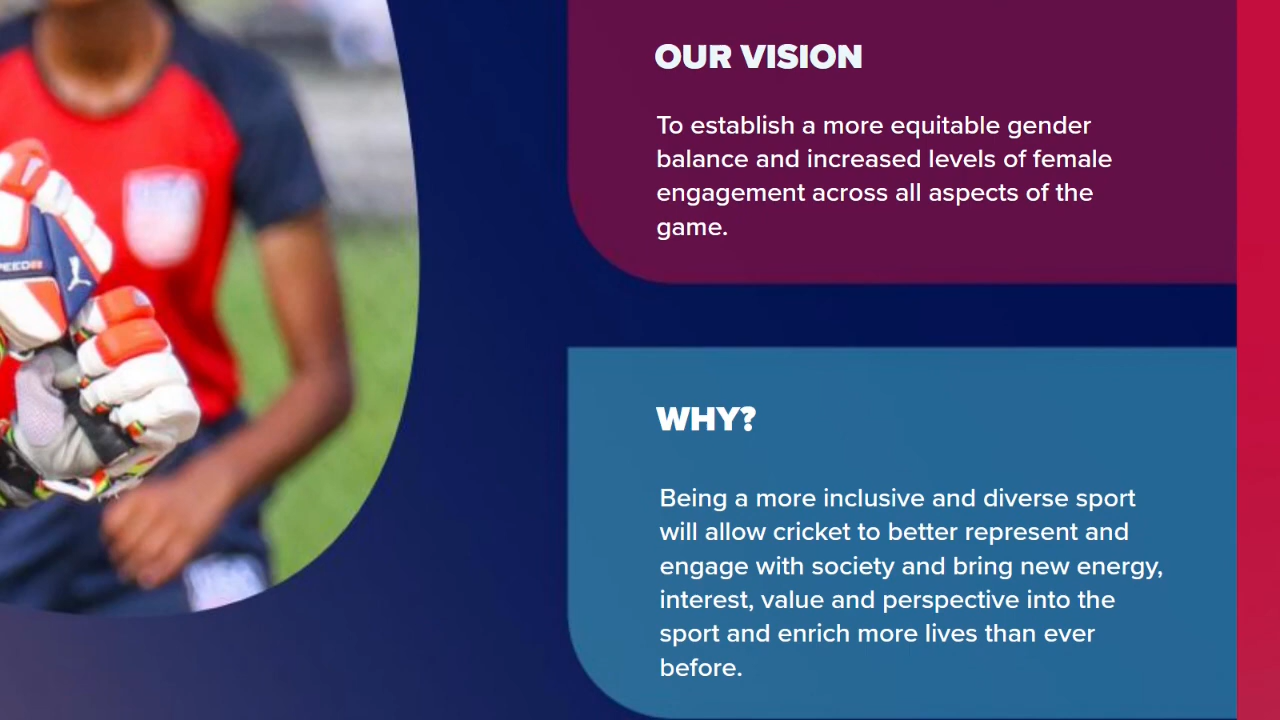 OUR VISION
To establish a more equitable gender
balance and increased levels of female
engagement across all aspects of the
game.
WHY?
Being a more inclusive and diverse sport
will allow cricket to better represent and
engage with society and bring new energy,
interest, value and perspective into the
sport and enrich more lives than ever
before.